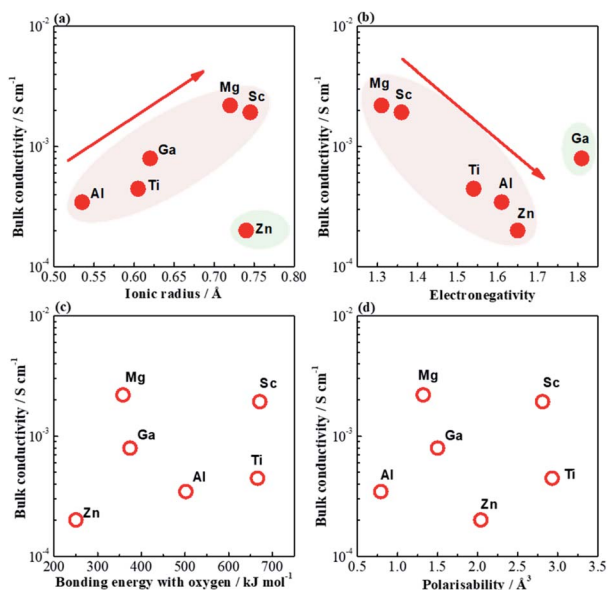 (a)
Bulk conductivity / S cm⁻¹
10⁻¹
10⁻²
10⁻³
10⁻⁴
Mg
Sc
Ga
Al
Ti
Zn
0.50 0.55 0.60 0.65 0.70 0.75 0.80
Ionic radius / Å
(b)
Bulk conductivity / S cm⁻¹
10⁻²
10⁻³
10⁻⁴
Mg
Sc
Ga
Ti
Al
Zn
1.3 1.4 1.5 1.6 1.7 1.8
Electronegativity
(c)
Bulk conductivity / S cm⁻¹
10⁻²
10⁻³
10⁻⁴
Mg
Sc
Ga
Ti
Al
Zn
200 300 400 500 600 700
Bonding energy with oxygen / kJ mol⁻¹
(d)
Bulk conductivity / S cm⁻¹
10⁻²
10⁻³
10⁻⁴
Mg
Sc
Ga
Al
Ti
Zn
0.5 1.0 1.5 2.0 2.5 3.0 3.5
Polarisability / Å³